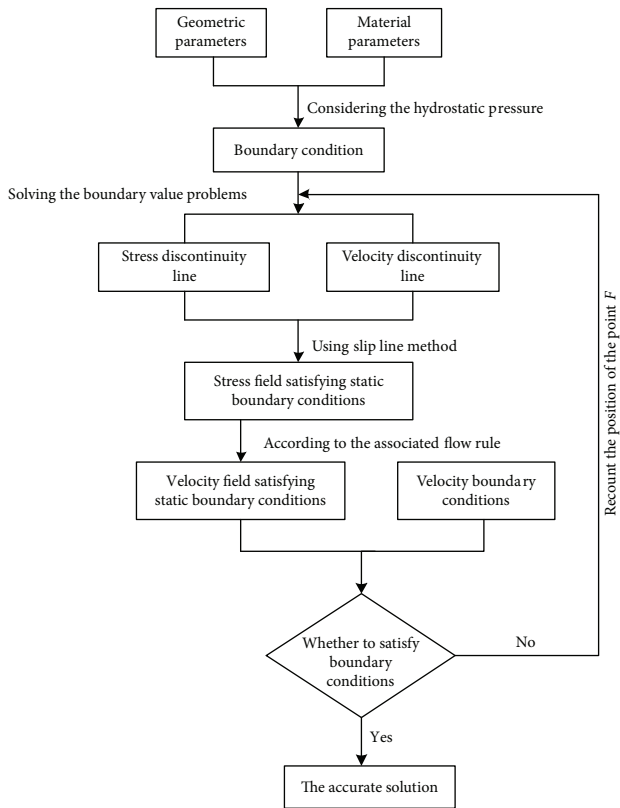 Geometric
parameters
Material
parameters
Considering the hydrostatic pressure
Boundary condition
Solving the boundary value problems
Stress discontinuity
line
Velocity discontinuity
line
Using slip line method
Stress field satisfying static
boundary conditions
According to the associated flow rule
Velocity field satisfying
static boundary conditions
Velocity boundary
conditions
Recount the position of the point F
Whether to satisfy
boundary
conditions
No
Yes
The accurate solution